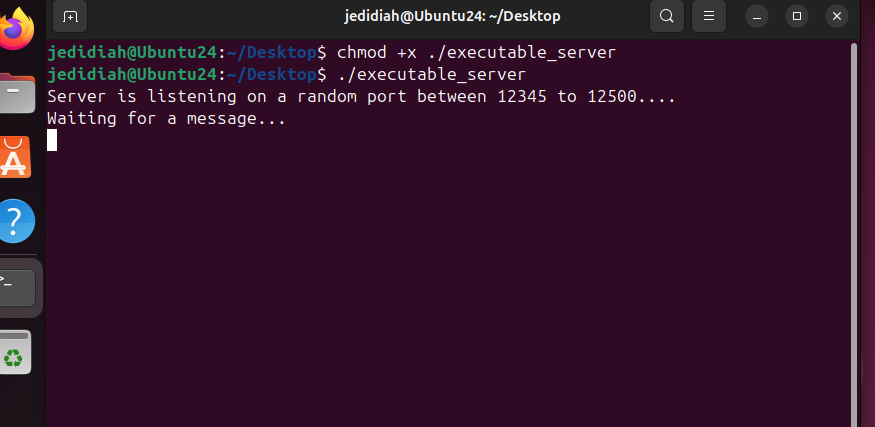 jedidiah@Ubuntu24: ~/Desktop
jedidiah@Ubuntu24:~/Desktop$ chmod +x ./executable_server
jedidiah@Ubuntu24:~/Desktop$ ./executable_server
Server is listening on a random port between 12345 to 12500....
Waiting for a message...